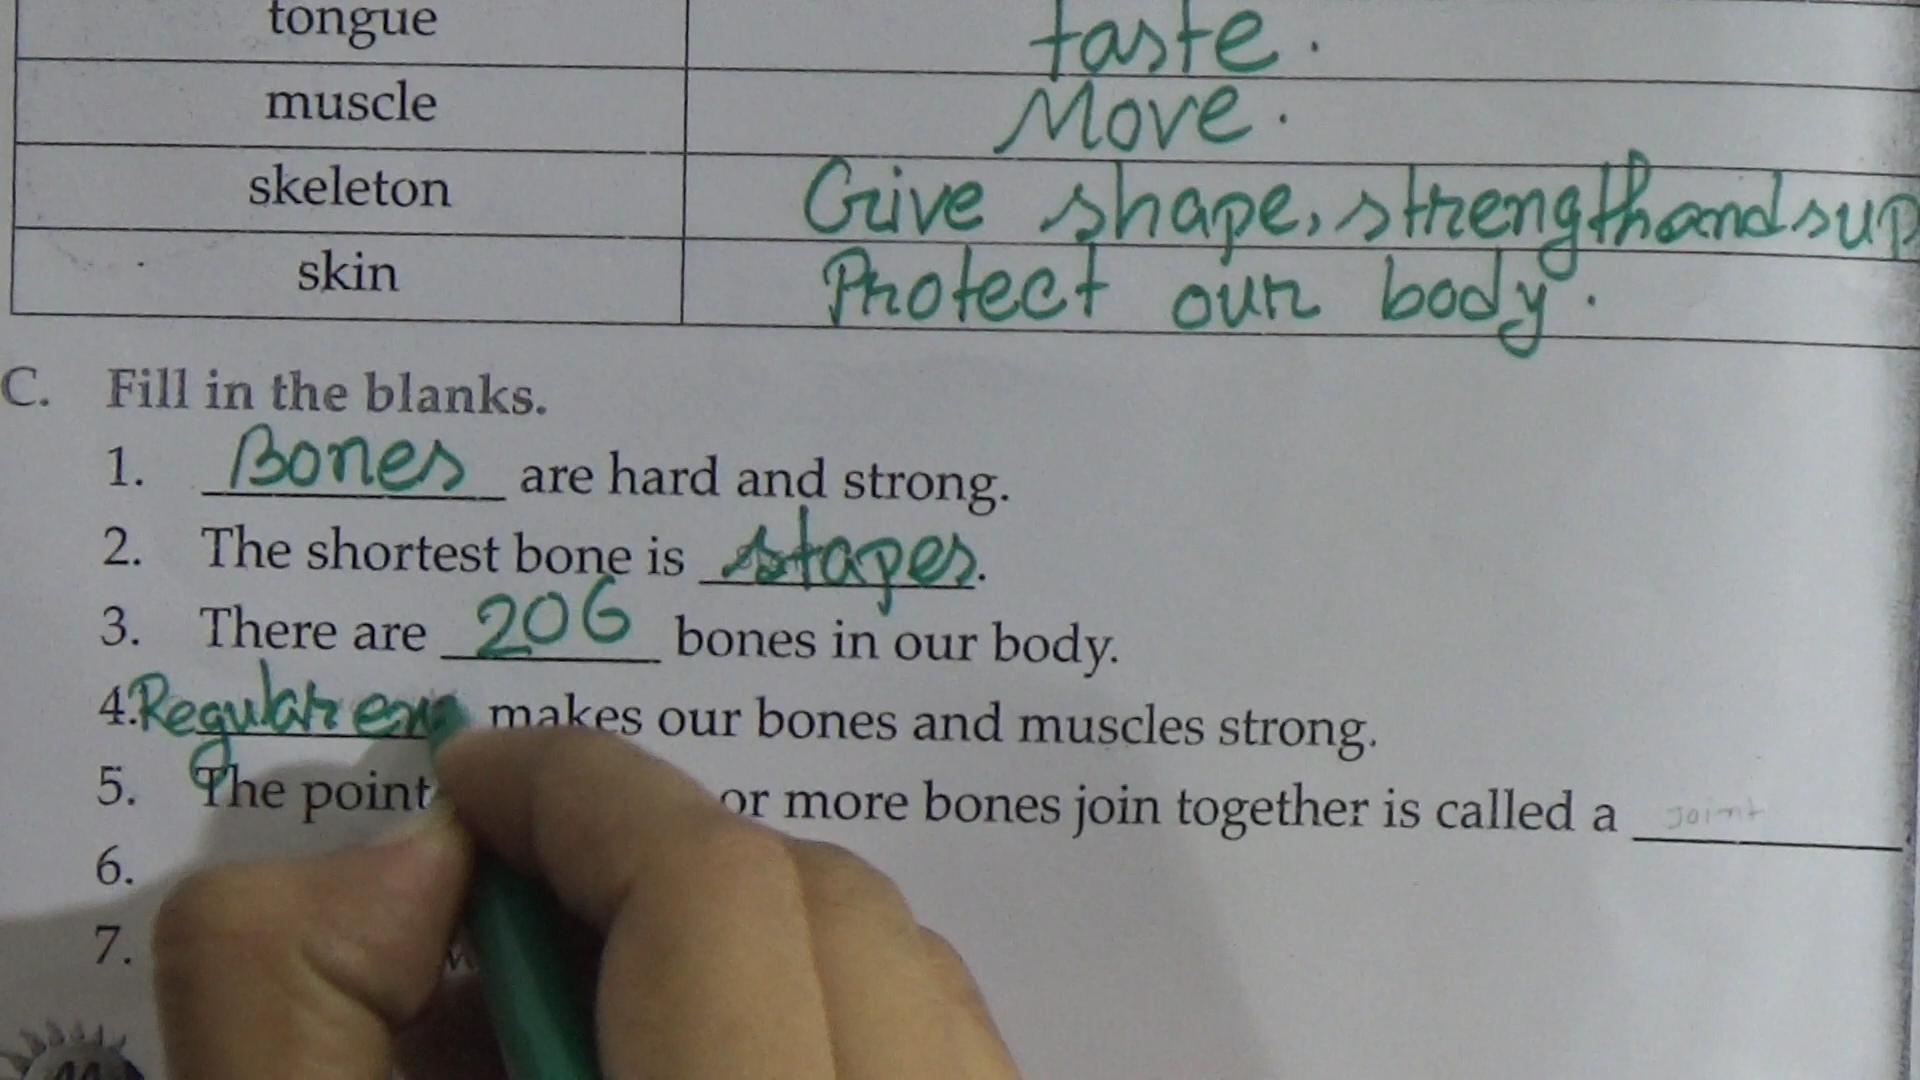 tongue taste.
muscle Move.
skeleton Give shape, strength and sup
skin Protect our body.
C. Fill in the blanks.
1. Bones are hard and strong.
2. The shortest bone is stapes.
3. There are 206 bones in our body.
4. Regular makes our bones and muscles strong.
5. The point or more bones join together is called a joint
6.
7.